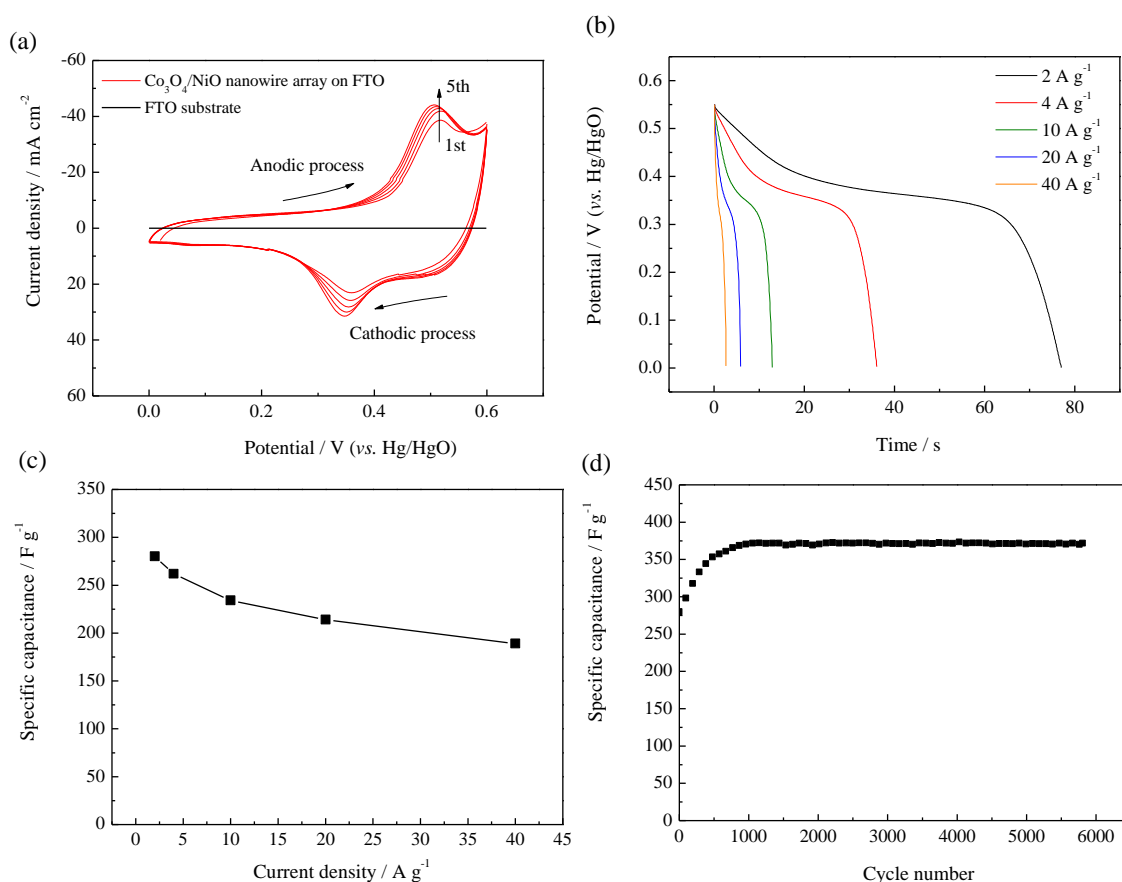 (a)
-60
-40
-20
0
20
40
60
0.0 0.2 0.4 0.6
Current density / mA cm⁻²
Potential / V (vs. Hg/HgO)
Co₃O₄/NiO nanowire array on FTO
FTO substrate
5th
1st
Anodic process
Cathodic process
(b)
0.6
0.5
0.4
0.3
0.2
0.1
0.0
0 20 40 60 80
Potential / V (vs. Hg/HgO)
Time / s
2 A g⁻¹
4 A g⁻¹
10 A g⁻¹
20 A g⁻¹
40 A g⁻¹
(c)
350
300
250
200
150
100
50
0
0 5 10 15 20 25 30 35 40 45
Specific capacitance / F g⁻¹
Current density / A g⁻¹
(d)
450
400
350
300
250
200
150
100
50
0
0 1000 2000 3000 4000 5000 6000
Specific capacitance / F g⁻¹
Cycle number